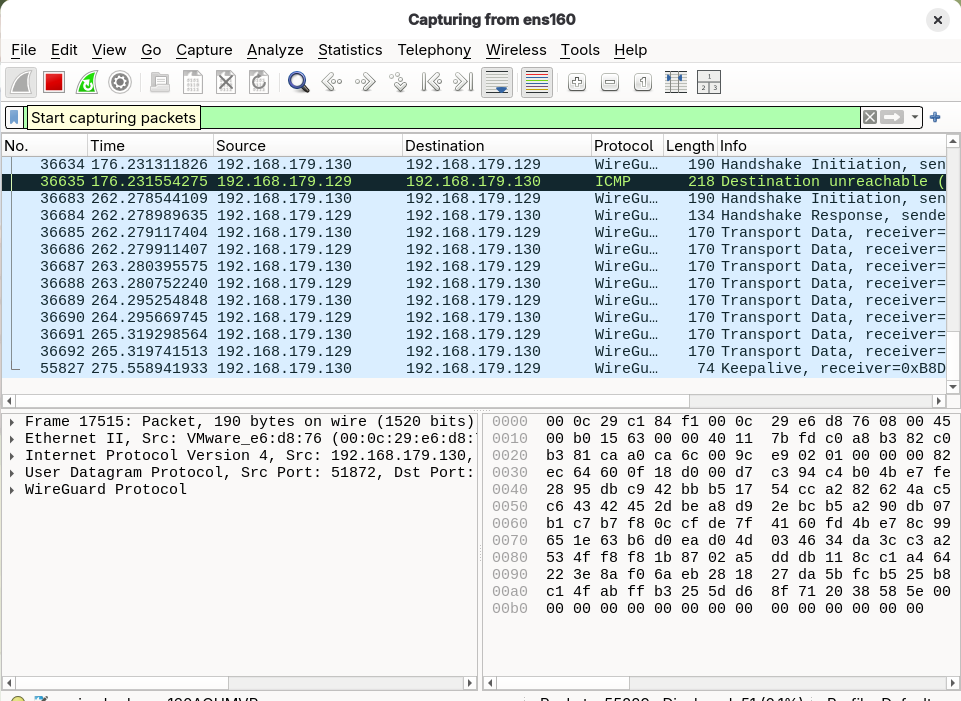 Capturing from ens160
File Edit View Go Capture Analyze Statistics Telephony Wireless Tools Help
Start capturing packets
No. Time Source Destination Protocol Length Info
36634 176.231311826 192.168.179.130 192.168.179.129 WireGu… 190 Handshake Initiation, sen
36635 176.231554275 192.168.179.129 192.168.179.130 ICMP 218 Destination unreachable (
36683 262.278544109 192.168.179.130 192.168.179.129 WireGu… 190 Handshake Initiation, sen
36684 262.278989635 192.168.179.129 192.168.179.130 WireGu… 134 Handshake Response, sende
36685 262.279117404 192.168.179.129 192.168.179.130 WireGu… 170 Transport Data, receiver=
36686 262.279911407 192.168.179.129 192.168.179.130 WireGu… 170 Transport Data, receiver=
36687 263.280395575 192.168.179.130 192.168.179.129 WireGu… 170 Transport Data, receiver=
36688 263.280752240 192.168.179.129 192.168.179.130 WireGu… 170 Transport Data, receiver=
36689 264.295254848 192.168.179.130 192.168.179.129 WireGu… 170 Transport Data, receiver=
36690 264.295669745 192.168.179.129 192.168.179.130 WireGu… 170 Transport Data, receiver=
36691 265.319298564 192.168.179.130 192.168.179.129 WireGu… 170 Transport Data, receiver=
36692 265.319741513 192.168.179.129 192.168.179.130 WireGu… 170 Transport Data, receiver=
55827 275.558941933 192.168.179.130 192.168.179.129 WireGu… 74 Keepalive, receiver=0xB8D
Frame 17515: Packet, 190 bytes on wire (1520 bits)
Ethernet II, Src: VMware_e6:d8:76 (00:0c:29:e6:d8:
Internet Protocol Version 4, Src: 192.168.179.130,
User Datagram Protocol, Src Port: 51872, Dst Port:
WireGuard Protocol
0000 00 0c 29 c1 84 f1 00 0c 29 e6 d8 76 08 00 45
0010 00 b0 15 63 00 00 40 11 7b fd c0 a8 b3 82 c0
0020 b3 81 ca a0 ca 6c 00 9c e9 02 01 00 00 00 82
0030 ec 64 60 0f 18 d0 00 d7 c3 94 c4 b0 4b e7 fe
0040 28 95 db c9 42 bb b5 17 54 cc a2 82 62 4a c5
0050 c6 43 42 45 2d be a8 d9 2e bc b5 a2 90 db 07
0060 b1 c7 b7 f8 0c cf de 7f 41 60 fd 4b e7 8c 99
0070 65 1e 63 b6 d0 ea d0 4d 03 46 34 da 3c c3 a2
0080 53 4f f8 f8 1b 87 02 a5 dd db 11 8c c1 a4 64
0090 22 3e 8a f0 6a eb 28 18 27 da 5b fc b5 25 b8
00a0 c1 4f ab ff b3 25 5d d6 8f 71 20 38 58 5e 00
00b0 00 00 00 00 00 00 00 00 00 00 00 00 00 00